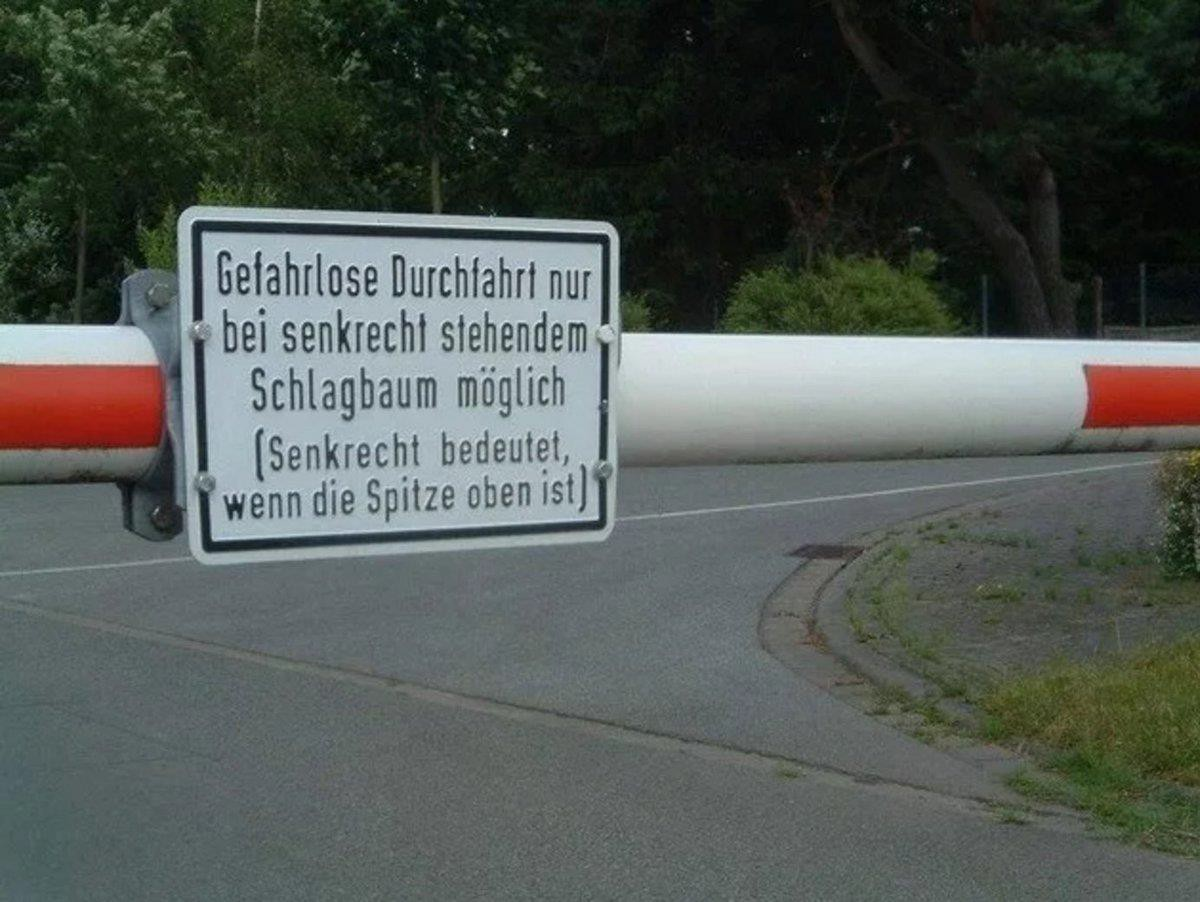 Gefahrlose Durchfahrt nur
bei senkrecht stehendem
Schlagbaum möglich
(Senkrecht bedeutet,
wenn die Spitze oben ist)